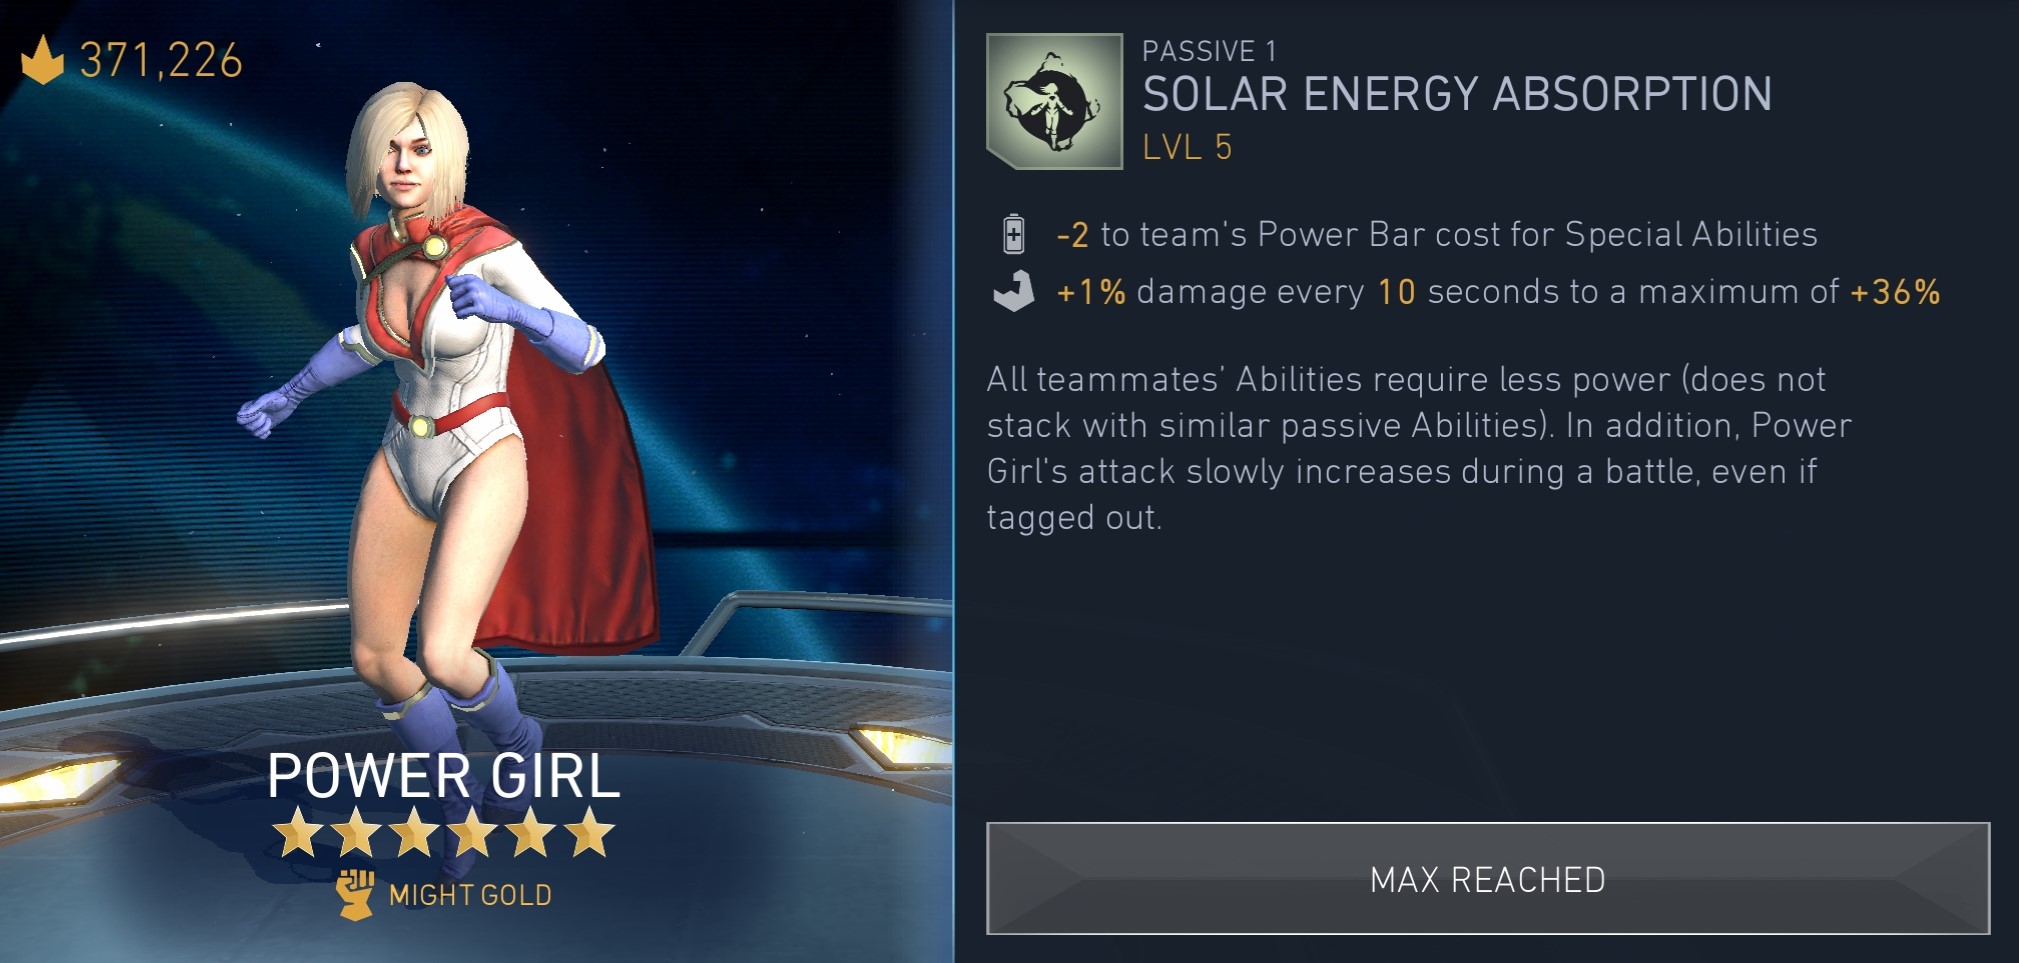 371,226
POWER GIRL
MIGHT GOLD
PASSIVE 1
SOLAR ENERGY ABSORPTION
LVL 5
-2 to team's Power Bar cost for Special Abilities
+1% damage every 10 seconds to a maximum of +36%
All teammates’ Abilities require less power (does not
stack with similar passive Abilities). In addition, Power
Girl's attack slowly increases during a battle, even if
tagged out.
MAX REACHED